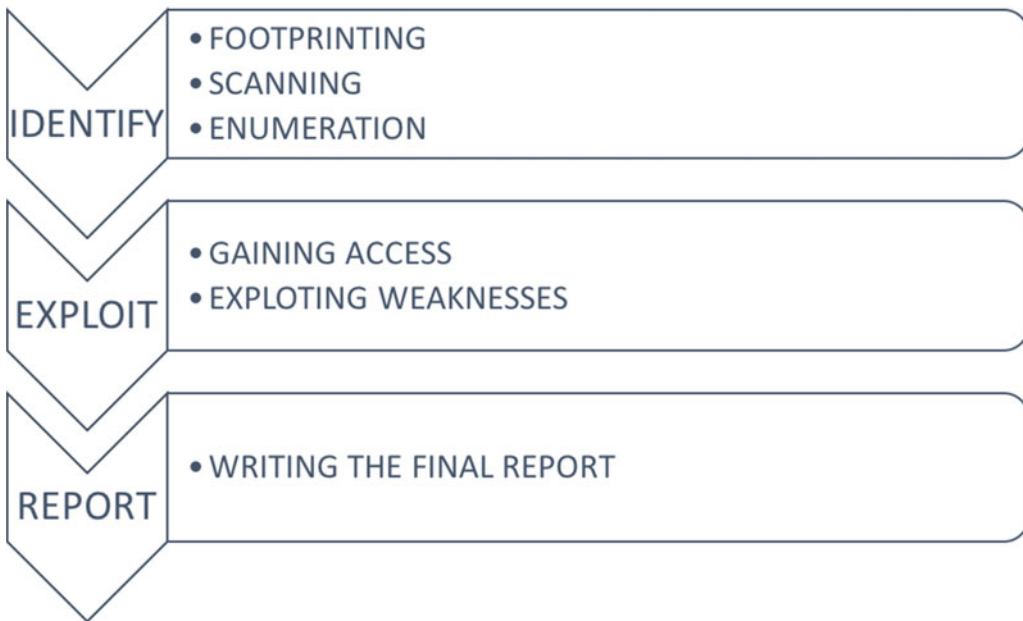 IDENTIFY
• FOOTPRINTING
• SCANNING
• ENUMERATION
EXPLOIT
• GAINING ACCESS
• EXPLOTING WEAKNESSES
REPORT
• WRITING THE FINAL REPORT